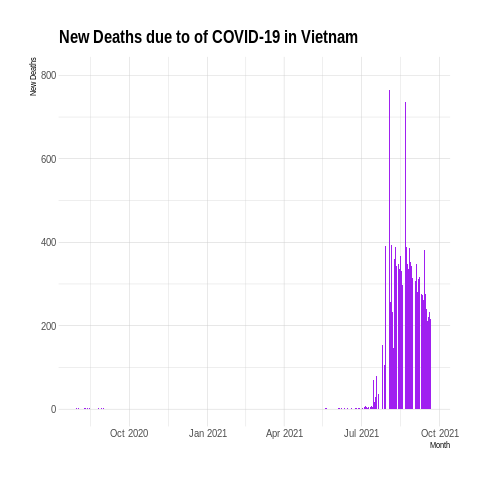 New Deaths due to of COVID-19 in Vietnam
New Deaths
800
600
400
200
0
Oct 2020 Jan 2021 Apr 2021 Jul 2021 Oct 2021
Month